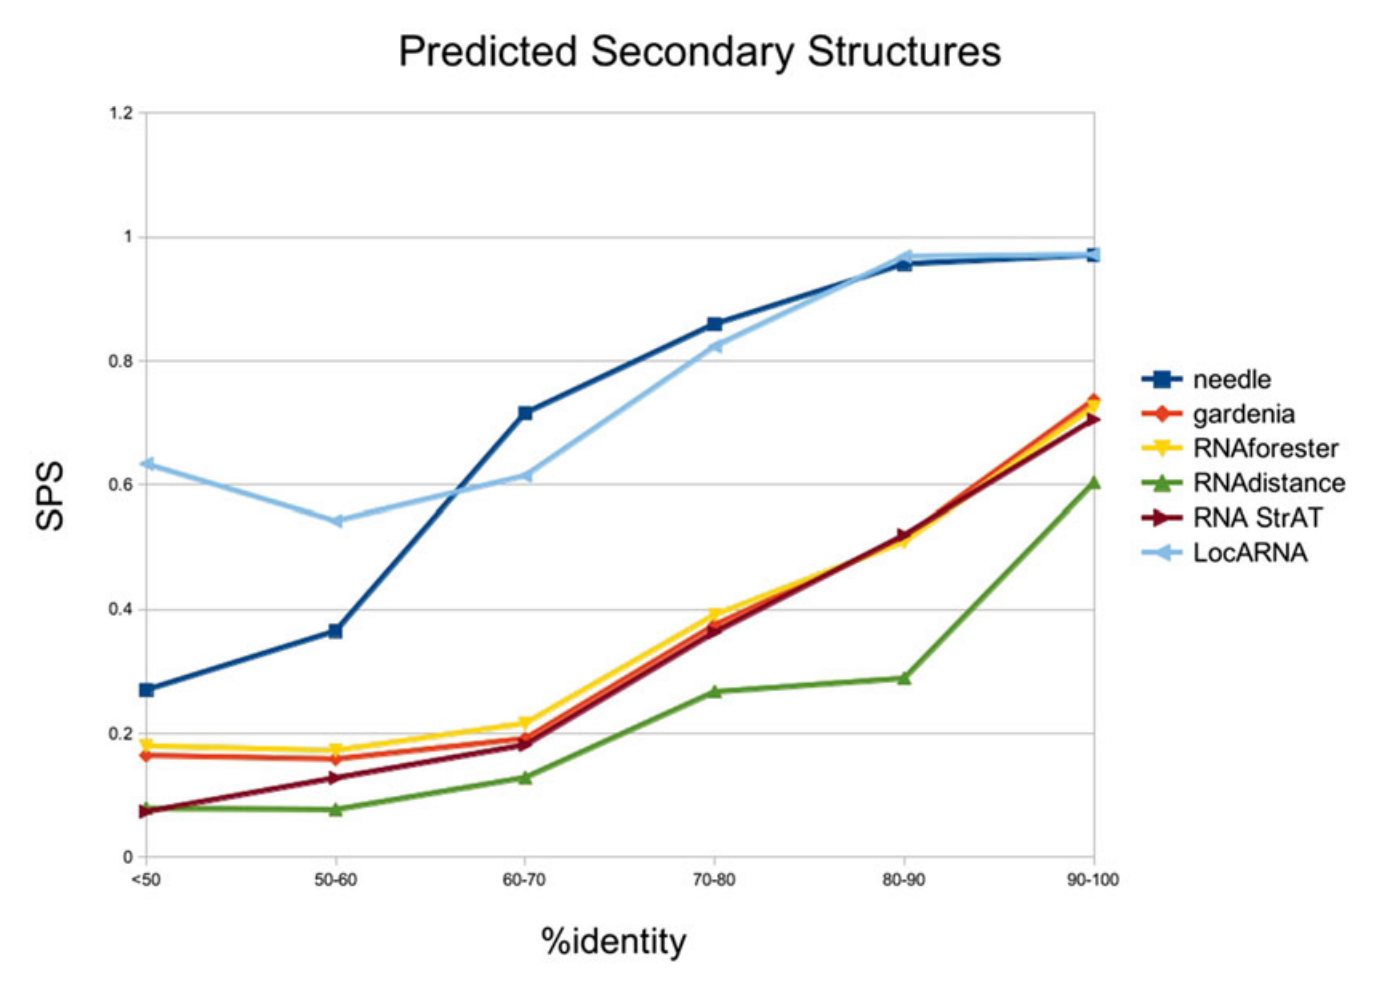 Predicted Secondary Structures
1.2
1
0.8
0.6
0.4
0.2
0
SPS
<50 50-60 60-70 70-80 80-90 90-100
%identity
needle
gardenia
RNAforester
RNAdistance
RNA StrAT
LocARNA